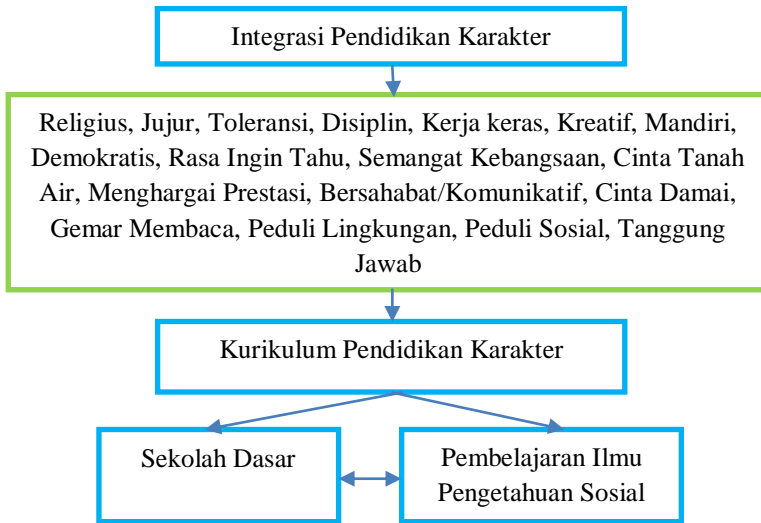 Integrasi Pendidikan Karakter
Religius, Jujur, Toleransi, Disiplin, Kerja keras, Kreatif, Mandiri,
Demokratis, Rasa Ingin Tahu, Semangat Kebangsaan, Cinta Tanah
Air, Menghargai Prestasi, Bersahabat/Komunikatif, Cinta Damai,
Gemar Membaca, Peduli Lingkungan, Peduli Sosial, Tanggung
Jawab
Kurikulum Pendidikan Karakter
Sekolah Dasar
Pembelajaran Ilmu
Pengetahuan Sosial